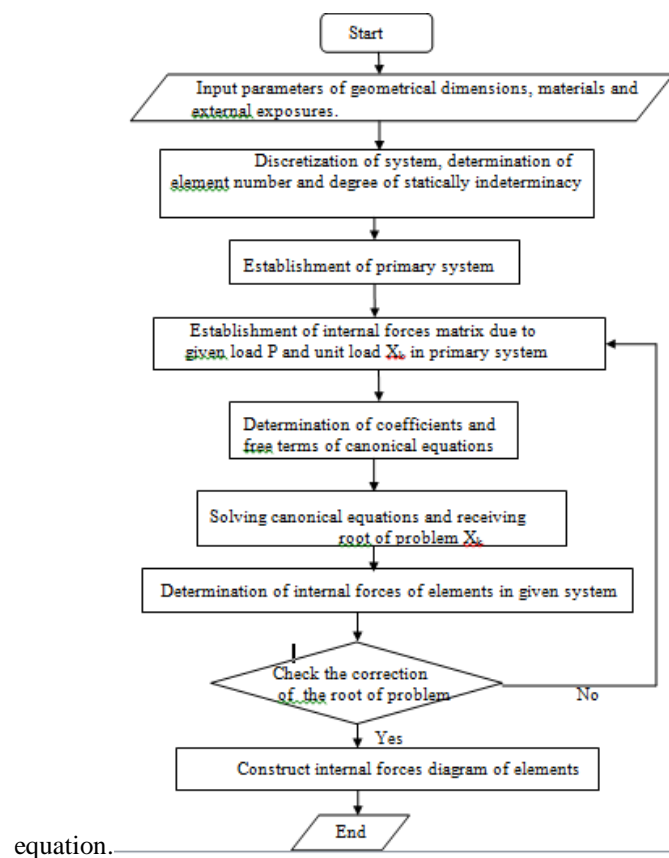 Start
Input parameters of geometrical dimensions, materials and
external exposures.
Discretization of system, determination of
element number and degree of statically indeterminacy
Establishment of primary system
Establishment of internal forces matrix due to
given load P and unit load Xₖ in primary system
Determination of coefficients and
free terms of canonical equations
Solving canonical equations and receiving
root of problem Xₖ
Determination of internal forces of elements in given system
Check the correction
of the root of problem
No
Yes
Construct internal forces diagram of elements
End
equation.